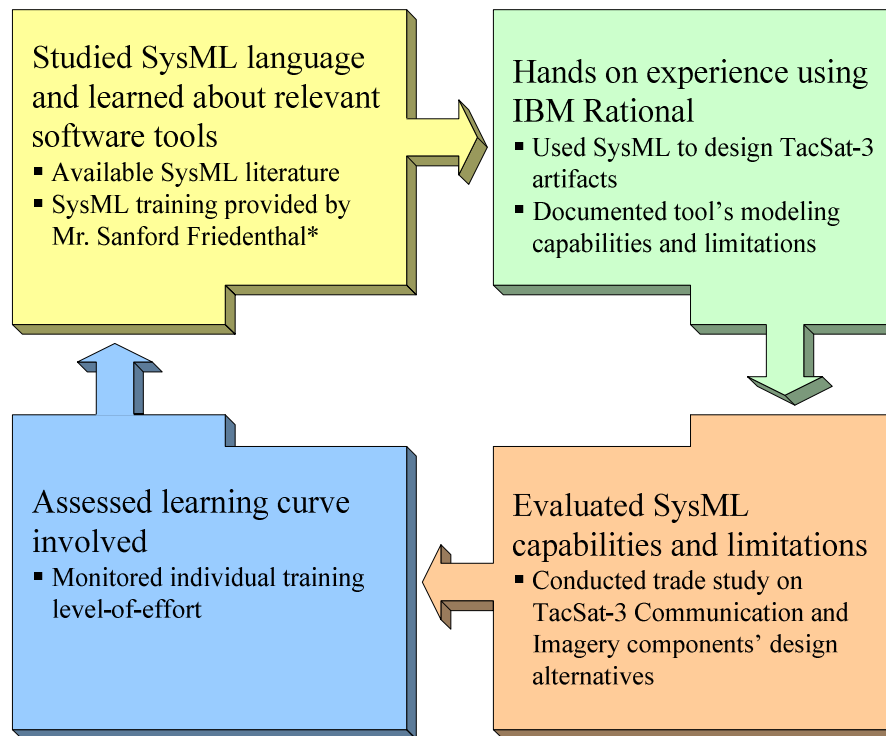 Studied SysML language
and learned about relevant
software tools
▪ Available SysML literature
▪ SysML training provided by
Mr. Sanford Friedenthal*
Hands on experience using
IBM Rational
▪ Used SysML to design TacSat-3
artifacts
▪ Documented tool's modeling
capabilities and limitations
Assessed learning curve
involved
▪ Monitored individual training
level-of-effort
Evaluated SysML
capabilities and limitations
▪ Conducted trade study on
TacSat-3 Communication and
Imagery components' design
alternatives